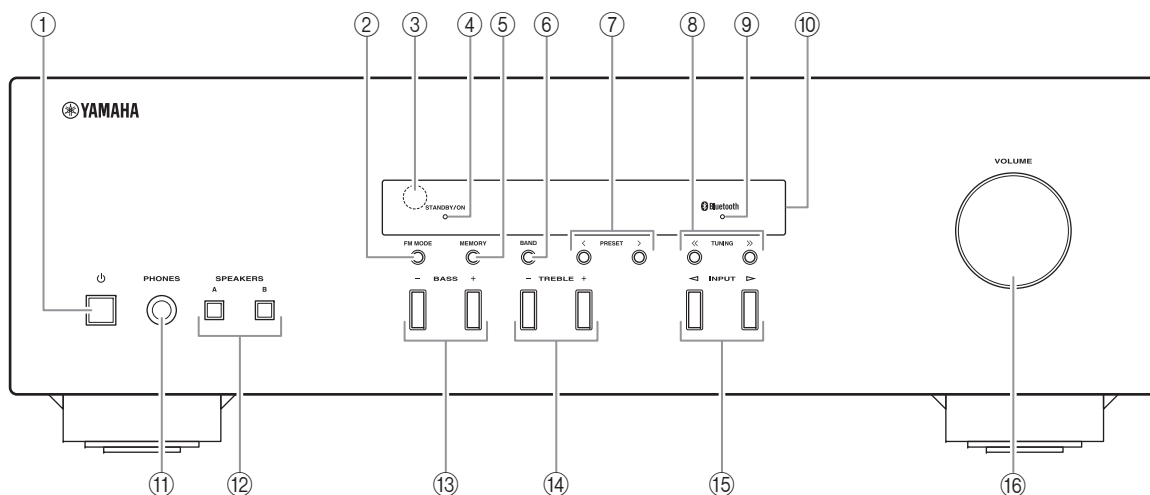 ① ② ③ ④ ⑤ ⑥ ⑦ ⑧ ⑨ ⑩
YAMAHA
VOLUME
STANDBY/ON
Bluetooth
FM MODE MEMORY BAND < PRESET > << TUNING >>
− BASS + − TREBLE + ◁ INPUT ▷
PHONES SPEAKERS
A B
⑪ ⑫ ⑬ ⑭ ⑮ ⑯